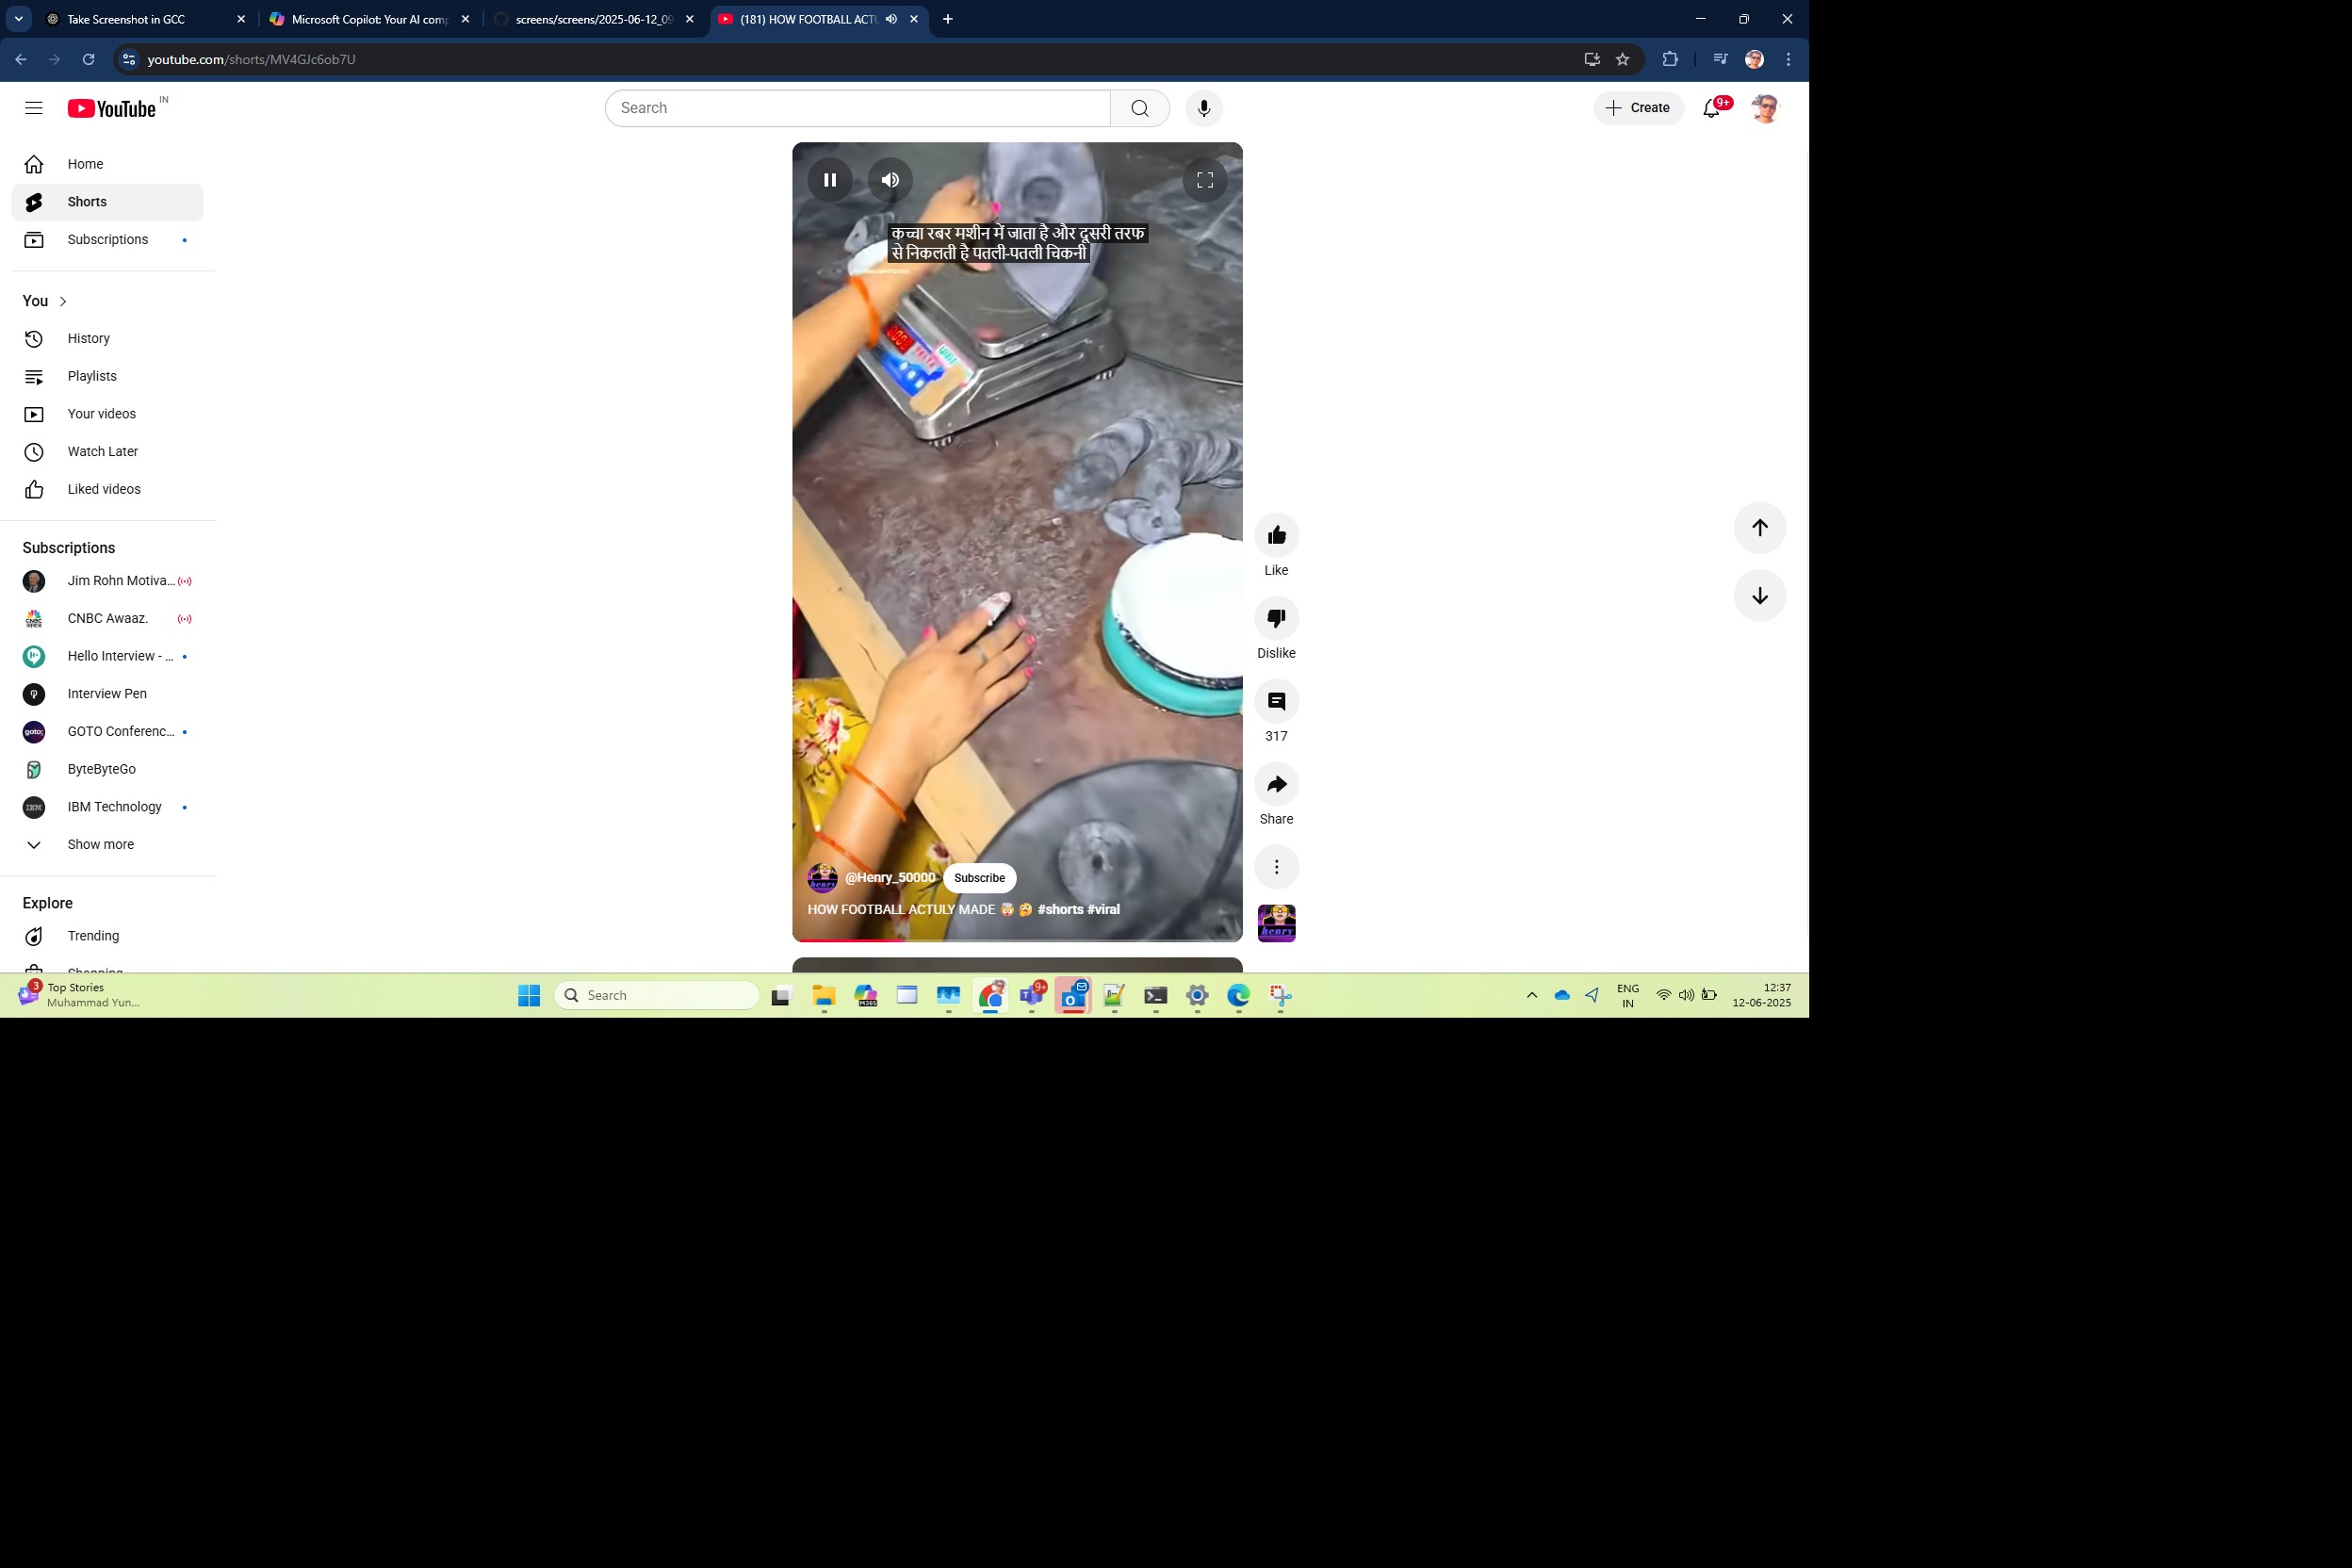 Take Screenshot in GCC
Microsoft Copilot: Your AI comp
screens/screens/2025-06-12_09
(181) HOW FOOTBALL ACTU
youtube.com/shorts/MV4GJc6ob7U
YouTube IN
Search
Create
9+
Home
Shorts
Subscriptions
You
History
Playlists
Your videos
Watch Later
Liked videos
Subscriptions
Jim Rohn Motiva...
CNBC Awaaz.
Hello Interview - ...
Interview Pen
GOTO Conferenc...
ByteByteGo
IBM Technology
Show more
Explore
Trending
Shopping
कच्चा रबर मशीन में जाता है और दूसरी तरफ
से निकलती है पतली-पतली चिकनी
Like
Dislike
317
Share
@Henry_50000 Subscribe
HOW FOOTBALL ACTULY MADE 🤯 🤔 #shorts #viral
henry
3
Top Stories
Muhammad Yun...
Search
M365
9+
ENG
IN
12:37
12-06-2025